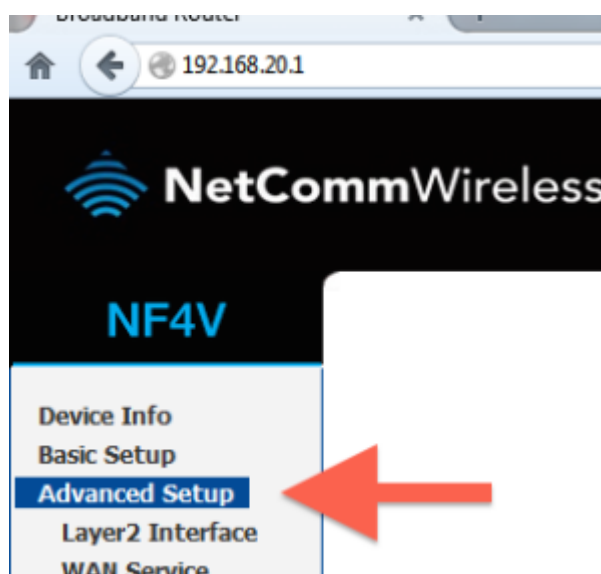 Broadband Router
192.168.20.1
NetCommWireless
NF4V
Device Info
Basic Setup
Advanced Setup
Layer2 Interface
WAN Service